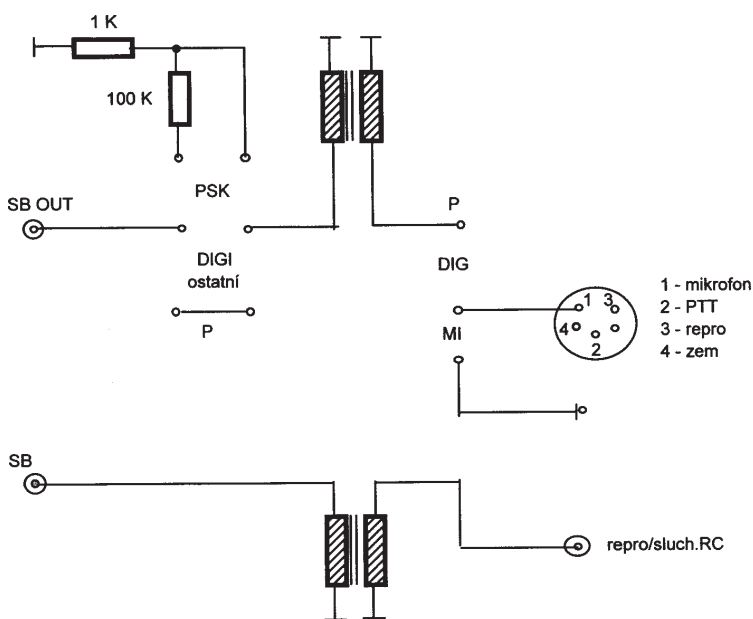 1 K
100 K
PSK
SB OUT
P
DIGI
ostatní
DIG
P
MI
1 3
4
2
1 - mikrofon
2 - PTT
3 - repro
4 - zem
SB
repro/sluch.RC